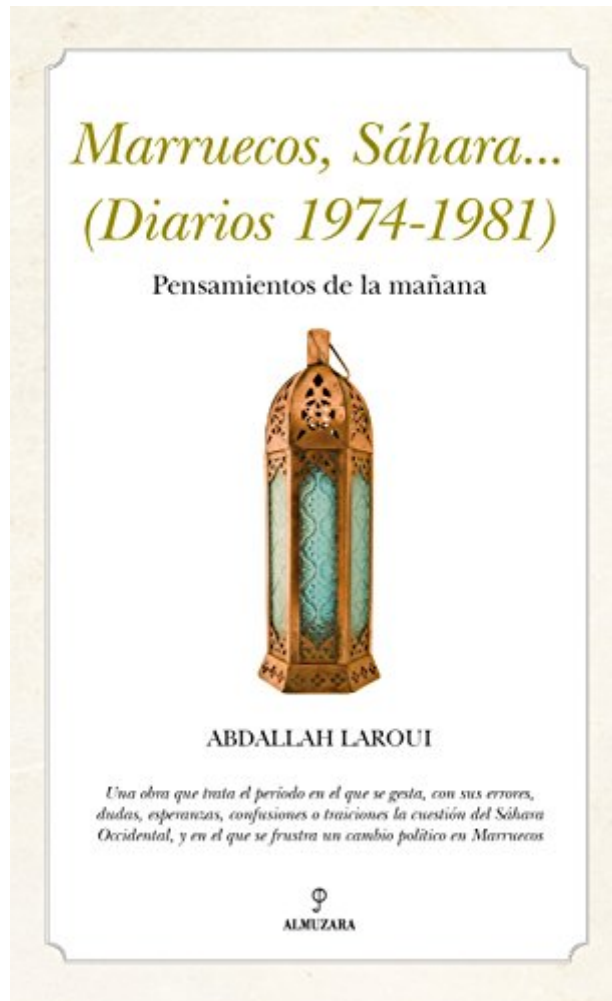 Marruecos, Sáhara...
(Diarios 1974-1981)
Pensamientos de la mañana
ABDALLAH LAROUI
Una obra que trata el período en el que se gesta, con sus errores,
dudas, esperanzas, confusiones o traiciones la cuestión del Sáhara
Occidental, y en el que se frustra un cambio político en Marruecos
ALMUZARA